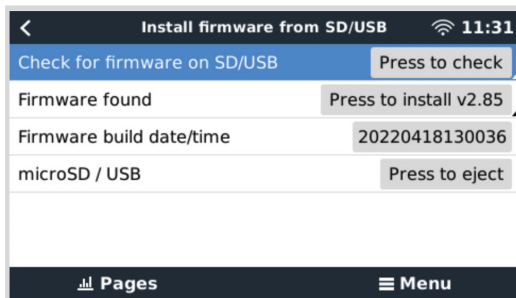 Install firmware from SD/USB 11:31
Check for firmware on SD/USB Press to check
Firmware found Press to install v2.85
Firmware build date/time 20220418130036
microSD / USB Press to eject
Pages Menu